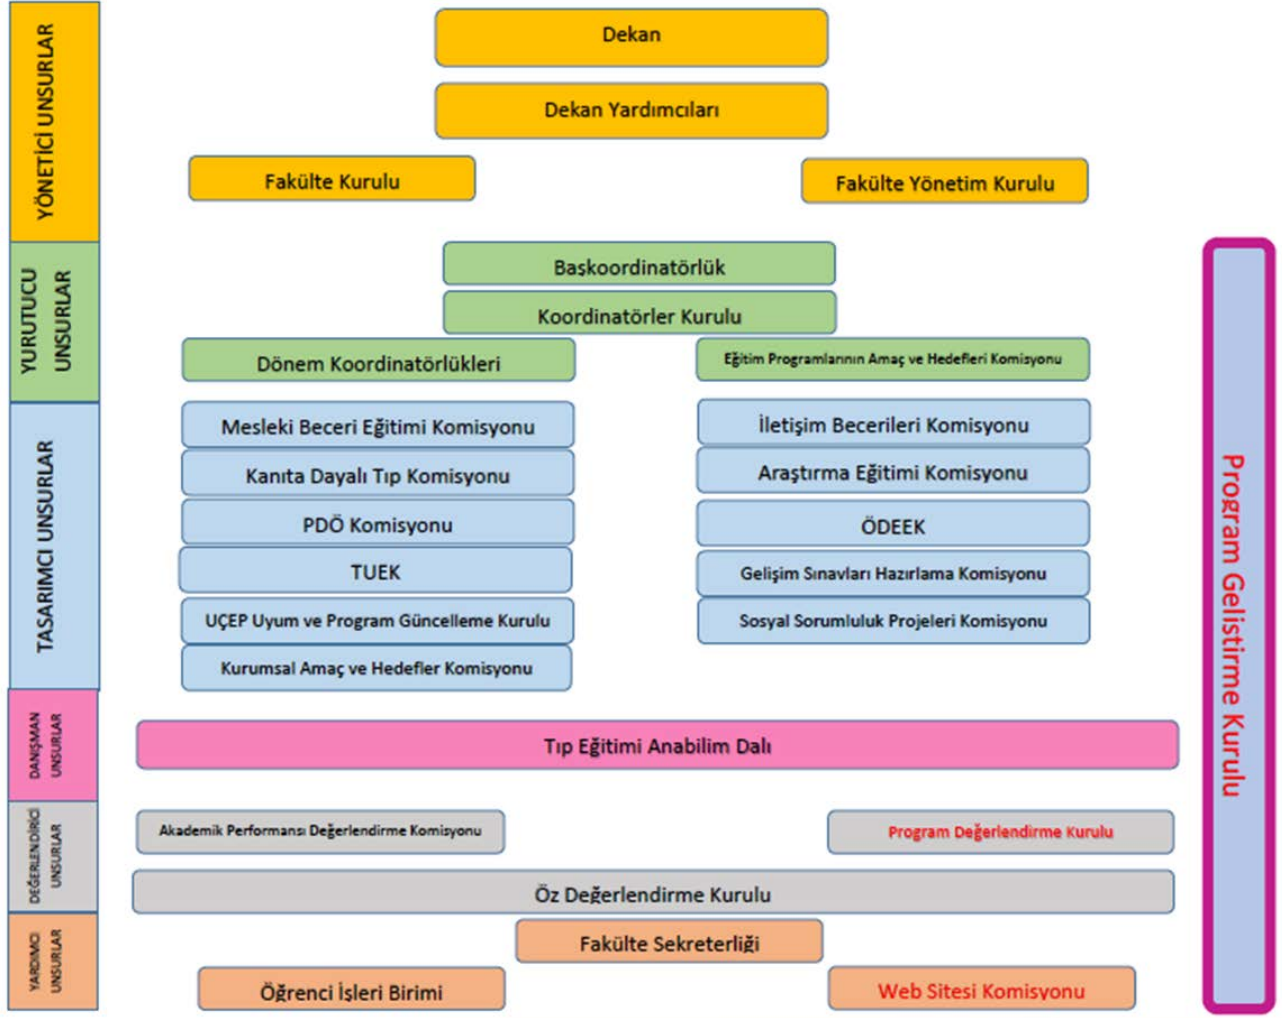 YÖNETİCİ UNSURLAR
Dekan
Dekan Yardımcıları
Fakülte Kurulu
Fakülte Yönetim Kurulu
YURUTUCU
UNSURLAR
Başkoordinatörlük
Koordinatörler Kurulu
Dönem Koordinatörlükleri
Eğitim Programlarının Amaç ve Hedefleri Komisyonu
TASARIMCI UNSURLAR
Mesleki Beceri Eğitimi Komisyonu
İletişim Becerileri Komisyonu
Kanıta Dayalı Tıp Komisyonu
Araştırma Eğitimi Komisyonu
PDÖ Komisyonu
ÖDEEK
TUEK
Gelişim Sınavları Hazırlama Komisyonu
UÇEP Uyum ve Program Güncelleme Kurulu
Sosyal Sorumluluk Projeleri Komisyonu
Kurumsal Amaç ve Hedefler Komisyonu
DANIŞMAN
UNSURLAR
Tıp Eğitimi Anabilim Dalı
DEĞERLENDİRİCİ
UNSURLAR
Akademik Performansı Değerlendirme Komisyonu
Program Değerlendirme Kurulu
Öz Değerlendirme Kurulu
YARDIMCI
UNSURLAR
Fakülte Sekreterliği
Öğrenci İşleri Birimi
Web Sitesi Komisyonu
Program Gelistirme Kurulu